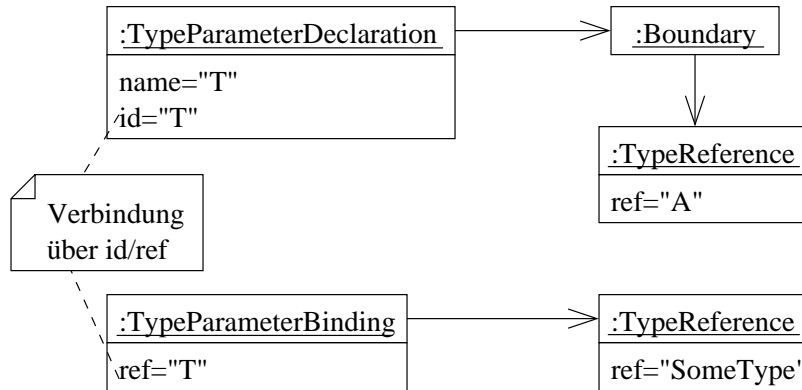 :TypeParameterDeclaration
name="T"
id="T"
:Boundary
:TypeReference
ref="A"
Verbindung
über id/ref
:TypeParameterBinding
ref="T"
:TypeReference
ref="SomeType"